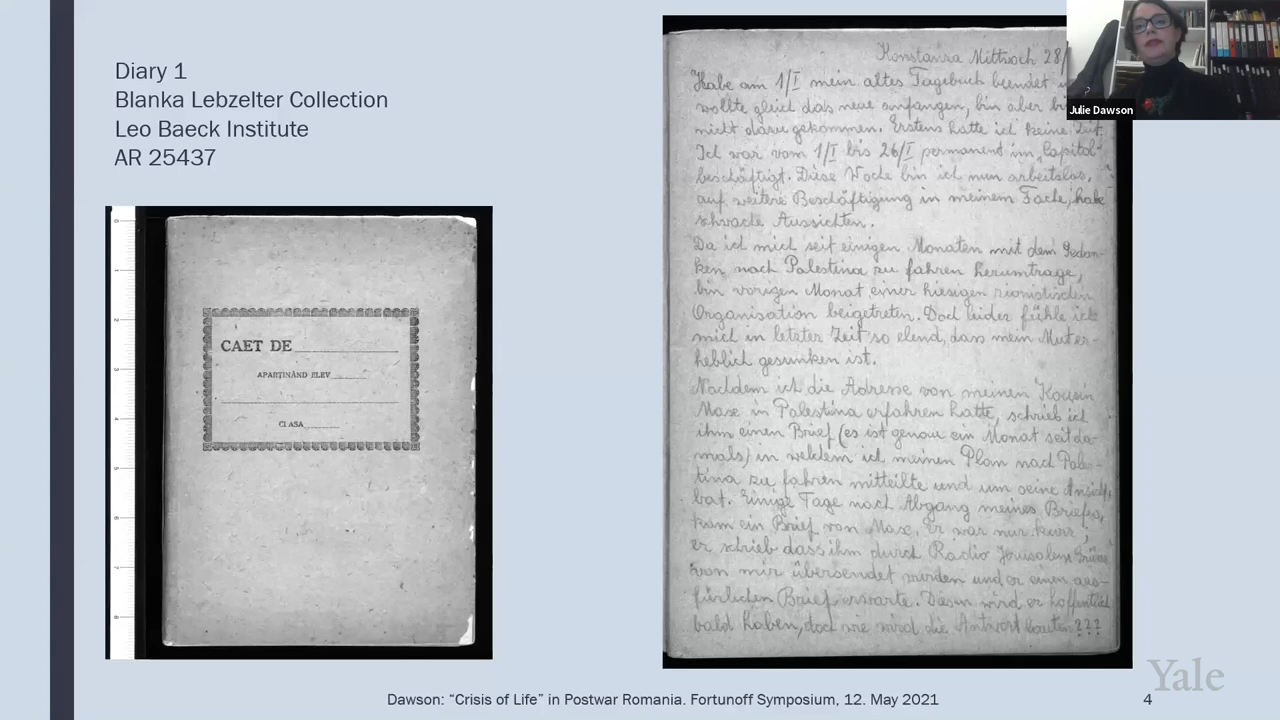 Diary 1
Blanka Lebzelter Collection
Leo Baeck Institute
AR 25437
CAET DE
APARȚINÂND ELEV
CLASA
Konstanza Mittwoch 28/
Habe am 1/I mein altes Tagebuch beendet
wollte gleich das neue anfangen, bin aber
nicht dazu gekommen. Erstens hatte ich keine Zeit.
Ich war vom 1/I bis 26/I permanent im „Capitol“
beschäftigt. Diese Woche bin ich nun arbeitslos,
auf weitere Beschäftigung in meinem Fache, habe
schwache Aussichten.
Da ich mich seit einigen Monaten mit dem Gedan-
ken nach Palestina zu fahren herumtrage,
bin vorigen Monat einer hiesigen zionistischen
Organisation beigetreten. Doch leider fühle ich
mich in letzter Zeit so elend, dass mein Mut er-
heblich gesunken ist.
Nachdem ich die Adresse von meinen Kousin
Maxe in Palestina erfahren hatte, schrieb ich
ihm einen Brief (es ist genau ein Monat seit da-
mals) in welchem ich meinen Plan nach Pale-
tina zu fahren mitteilte und um seine Ansicht
bat. Einige Tage nach Abgang meines Briefes,
kam ein Brief von Maxe. Er war nur kurz,
er schrieb dass ihm durch Radio Jerusalem Grüsse
von mir übersendet wurden und er einen aus-
fürlichen Brief erwarte. Diesen wird er hoffentlich
bald haben, doch wie wird die Antwort lauten???
Julie Dawson
Dawson: “Crisis of Life” in Postwar Romania. Fortunoff Symposium, 12. May 2021
4
Yale